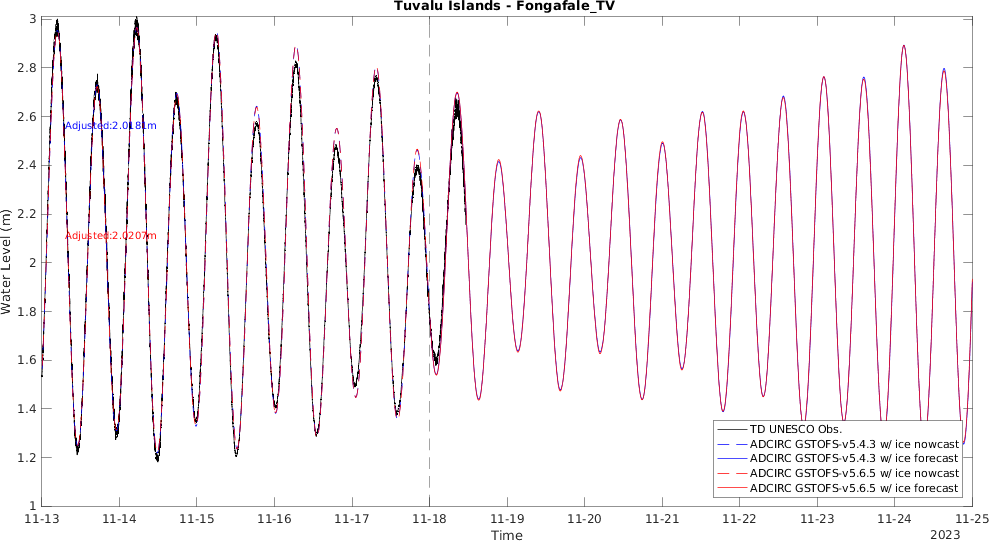 Tuvalu Islands - Fongafale_TV
3
2.8
2.6
2.4
2.2
2
1.8
1.6
1.4
1.2
1
Water Level (m)
Adjusted:2.0181m
Adjusted:2.0207m
TD UNESCO Obs.
ADCIRC GSTOFS-v5.4.3 w/ ice nowcast
ADCIRC GSTOFS-v5.4.3 w/ ice forecast
ADCIRC GSTOFS-v5.6.5 w/ ice nowcast
ADCIRC GSTOFS-v5.6.5 w/ ice forecast
11-13 11-14 11-15 11-16 11-17 11-18 11-19 11-20 11-21 11-22 11-23 11-24 11-25
Time
2023